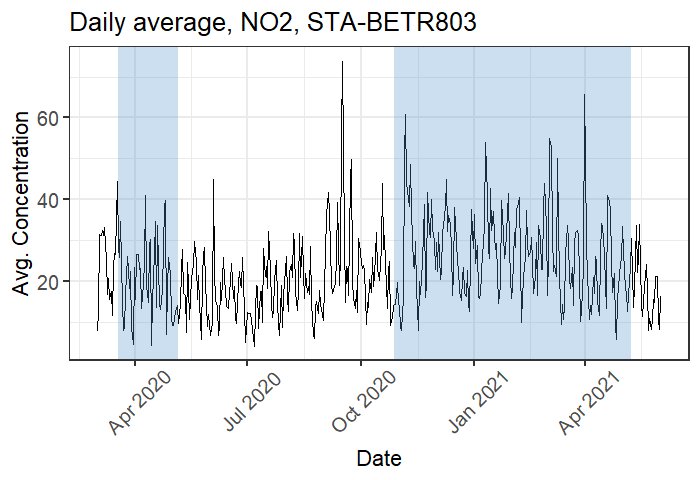 Daily average, NO2, STA-BETR803
Avg. Concentration
60
40
20
Apr 2020
Jul 2020
Oct 2020
Jan 2021
Apr 2021
Date